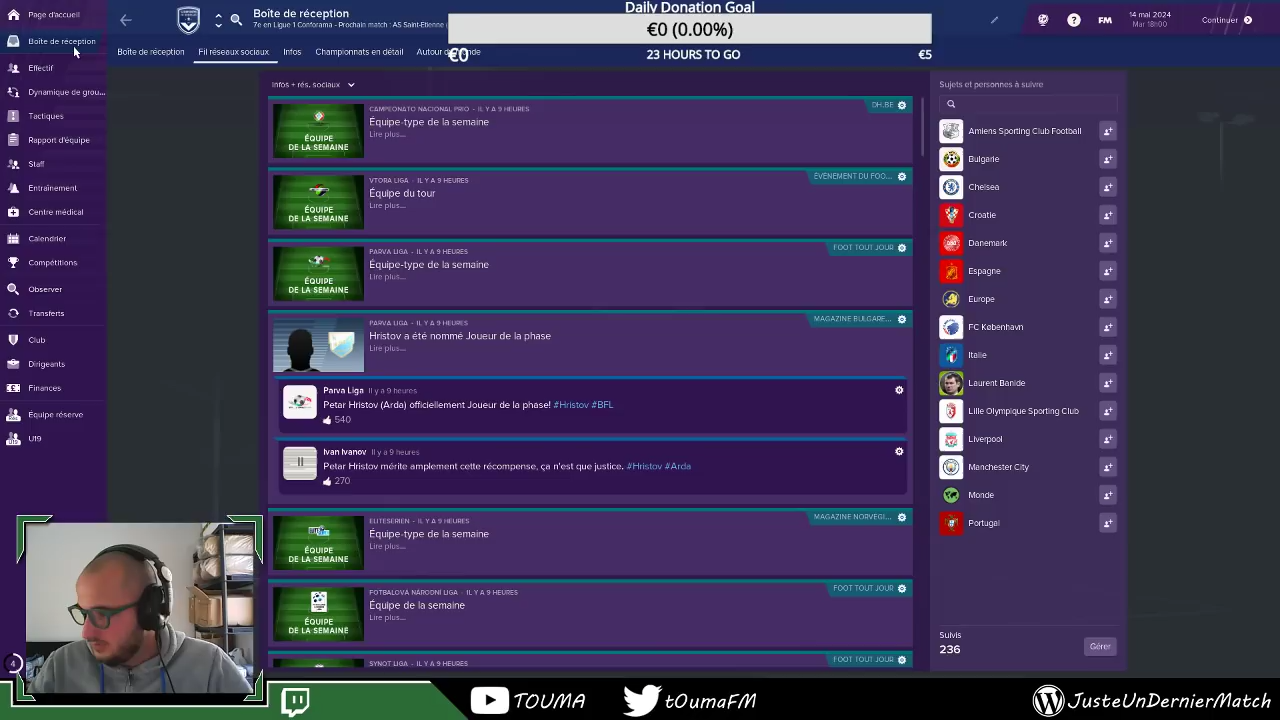 Daily Donation Goal
€0 (0.00%)
€0
23 HOURS TO GO
€5
Page d'accueil
Boîte de réception
7e en Ligue 1 Conforama - Prochain match : AS Saint-Etienne
FM
14 mai 2024
Mar 18h00
Continuer
Boîte de réception
Fil réseaux sociaux
Infos
Championnats en détail
Autour
Boîte de réception
Effectif
Dynamique de grou...
Tactiques
Rapport d'équipe
Staff
Entraînement
Centre médical
Calendrier
Compétitions
Observer
Transferts
Club
Dirigeants
Finances
Équipe réserve
U19
4
Infos + rés. sociaux
CAMPEONATO NACIONAL PRIO - IL Y A 9 HEURES
DH.BE
Équipe-type de la semaine
Lire plus...
ÉQUIPE
DE LA SEMAINE
VTORA LIGA - IL Y A 9 HEURES
ÉVÉNEMENT DU FOO...
Équipe du tour
Lire plus...
ÉQUIPE
DE LA SEMAINE
PARVA LIGA - IL Y A 9 HEURES
FOOT TOUT JOUR
Équipe-type de la semaine
Lire plus...
ÉQUIPE
DE LA SEMAINE
PARVA LIGA - IL Y A 9 HEURES
MAGAZINE BULGARE...
Hristov a été nommé Joueur de la phase
Lire plus...
Parva Liga Il y a 9 heures
Petar Hristov (Arda) officiellement Joueur de la phase! #Hristov #BFL
540
Ivan Ivanov Il y a 9 heures
Petar Hristov mérite amplement cette récompense, ça n'est que justice. #Hristov #Arda
270
ELITESERIEN - IL Y A 9 HEURES
MAGAZINE NORVÉGI...
Équipe-type de la semaine
Lire plus...
ÉQUIPE
DE LA SEMAINE
FOTBALOVÁ NÁRODNÍ LIGA - IL Y A 9 HEURES
FOOT TOUT JOUR
Équipe de la semaine
Lire plus...
ÉQUIPE
DE LA SEMAINE
SYNOT LIGA - IL Y A 9 HEURES
FOOT TOUT JOUR
Sujets et personnes à suivre
Amiens Sporting Club Football
Bulgarie
Chelsea
Croatie
Danemark
Espagne
Europe
FC København
Italie
Laurent Banide
Lille Olympique Sporting Club
Liverpool
Manchester City
Monde
Portugal
Suivis
236
Gérer
TOUMA
tOumaFM
JusteUnDernierMatch